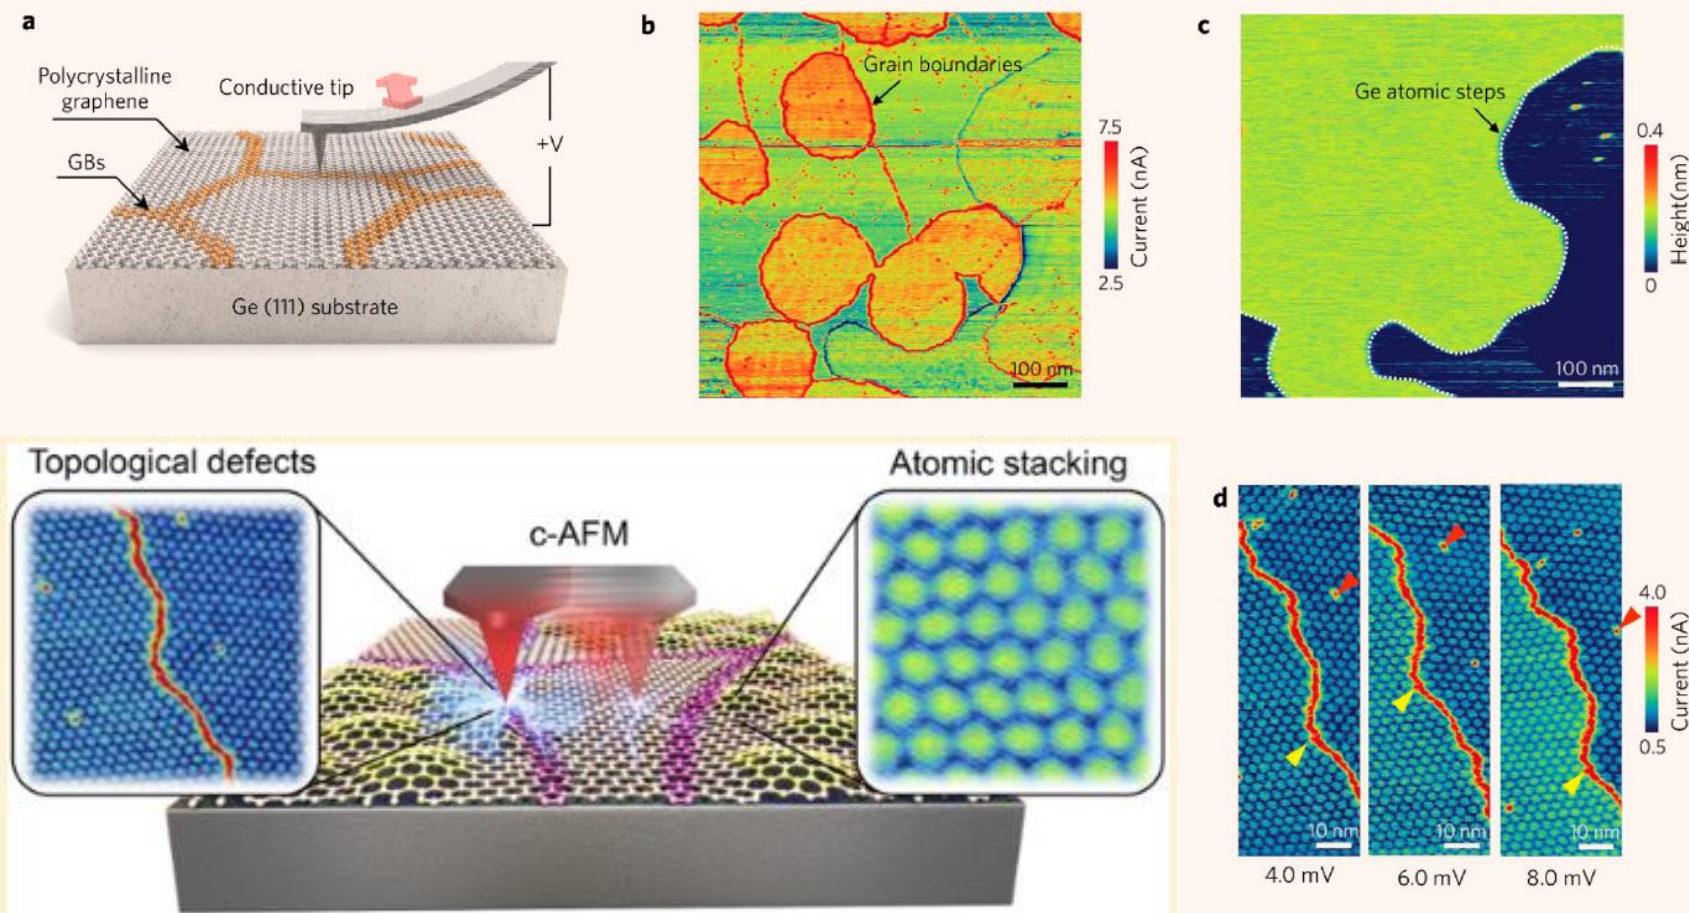 a
Polycrystalline
graphene
Conductive tip
GBs
+V
Ge (111) substrate
b
Grain boundaries
100 nm
7.5
Current (nA)
2.5
c
Ge atomic steps
100 nm
0.4
Height(nm)
0
Topological defects
c-AFM
Atomic stacking
d
10 nm
10 nm
10 nm
4.0 mV
6.0 mV
8.0 mV
4.0
Current (nA)
0.5